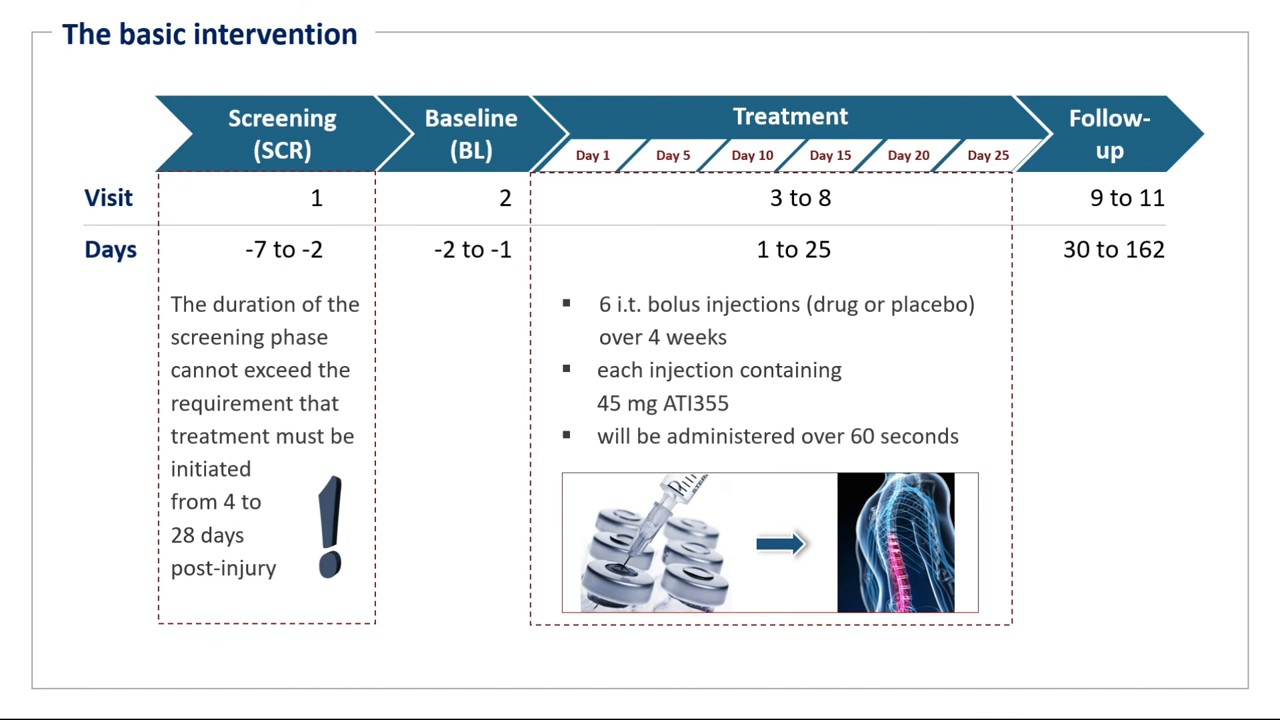 The basic intervention
Screening
(SCR)
Baseline
(BL)
Treatment
Day 1 Day 5 Day 10 Day 15 Day 20 Day 25
Follow-
up
Visit 1 2 3 to 8 9 to 11
Days -7 to -2 -2 to -1 1 to 25 30 to 162
The duration of the
screening phase
cannot exceed the
requirement that
treatment must be
initiated
from 4 to
28 days
post-injury
!
▪ 6 i.t. bolus injections (drug or placebo)
over 4 weeks
▪ each injection containing
45 mg ATI355
▪ will be administered over 60 seconds